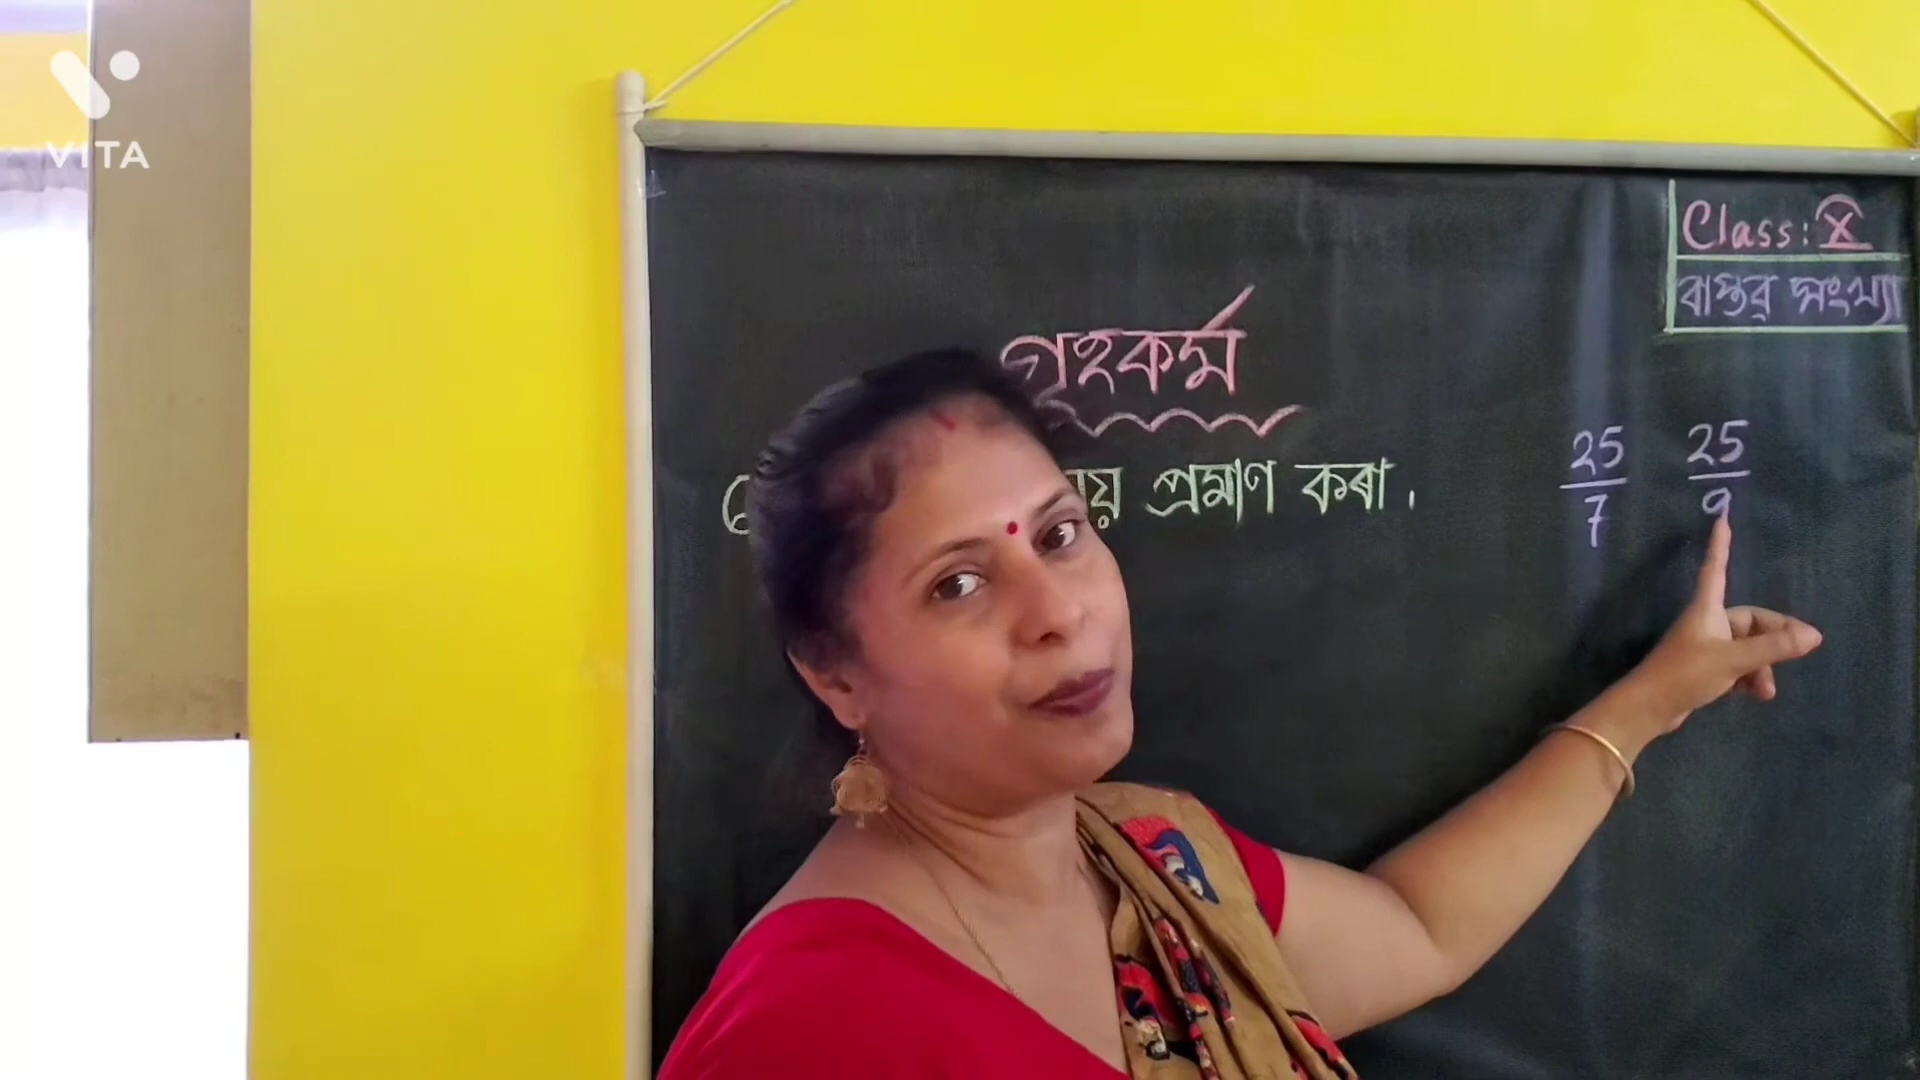 VITA
Class: X
বাস্তৱ সংখ্যা
গৃহকৰ্ম
প্ৰমাণ কৰা.
25/7 25/9